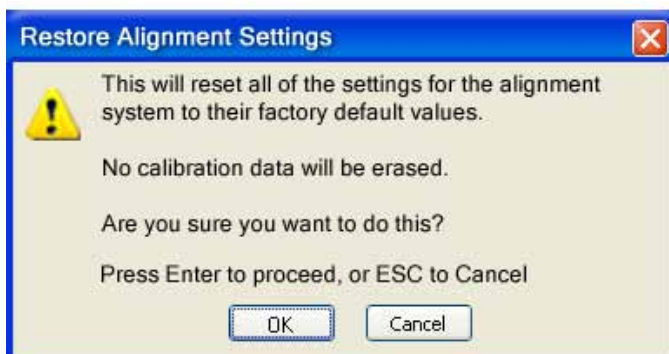 Restore Alignment Settings
This will reset all of the settings for the alignment
system to their factory default values.
No calibration data will be erased.
Are you sure you want to do this?
Press Enter to proceed, or ESC to Cancel
OK Cancel